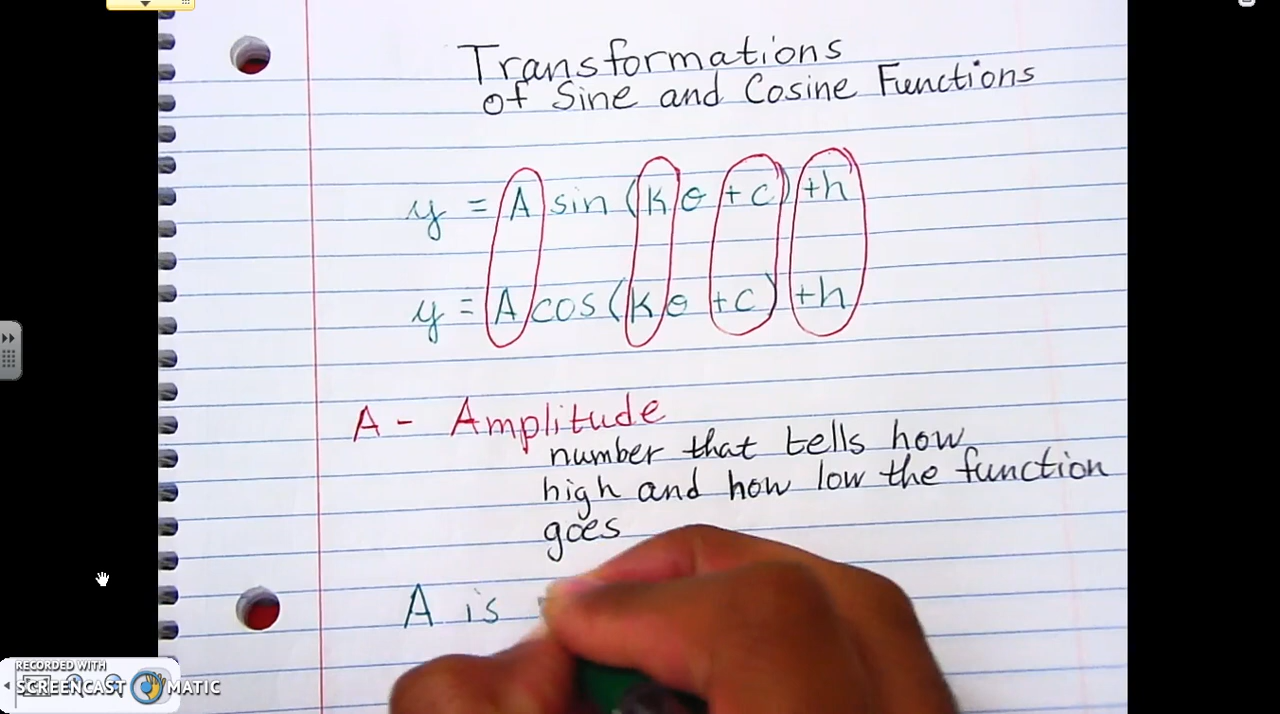 Transformations
of Sine and Cosine Functions
y = A sin (kθ +c) +h
y = A cos (kθ +c) +h
A - Amplitude
number that tells how
high and how low the function
goes
A is
RECORDED WITH
SCREENCAST MATIC